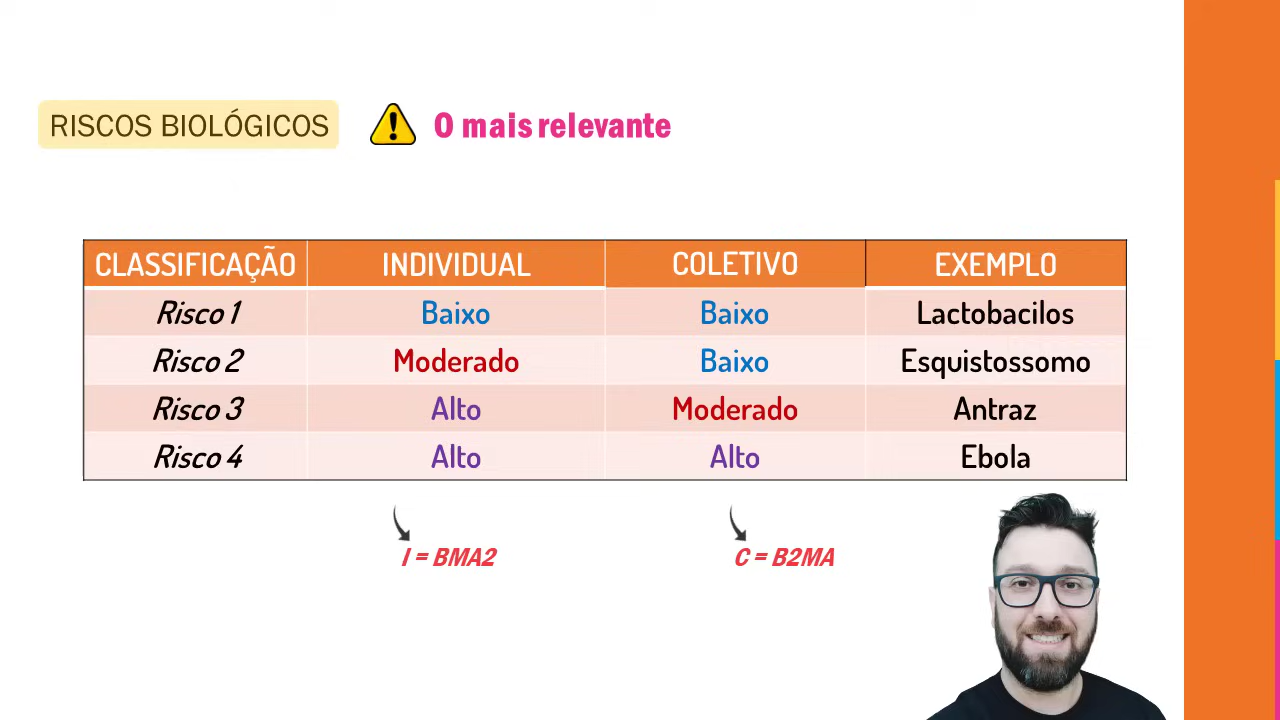 RISCOS BIOLÓGICOS
O mais relevante
CLASSIFICAÇÃO INDIVIDUAL COLETIVO EXEMPLO
Risco 1 Baixo Baixo Lactobacilos
Risco 2 Moderado Baixo Esquistossomo
Risco 3 Alto Moderado Antraz
Risco 4 Alto Alto Ebola
I = BMA2
C = B2MA